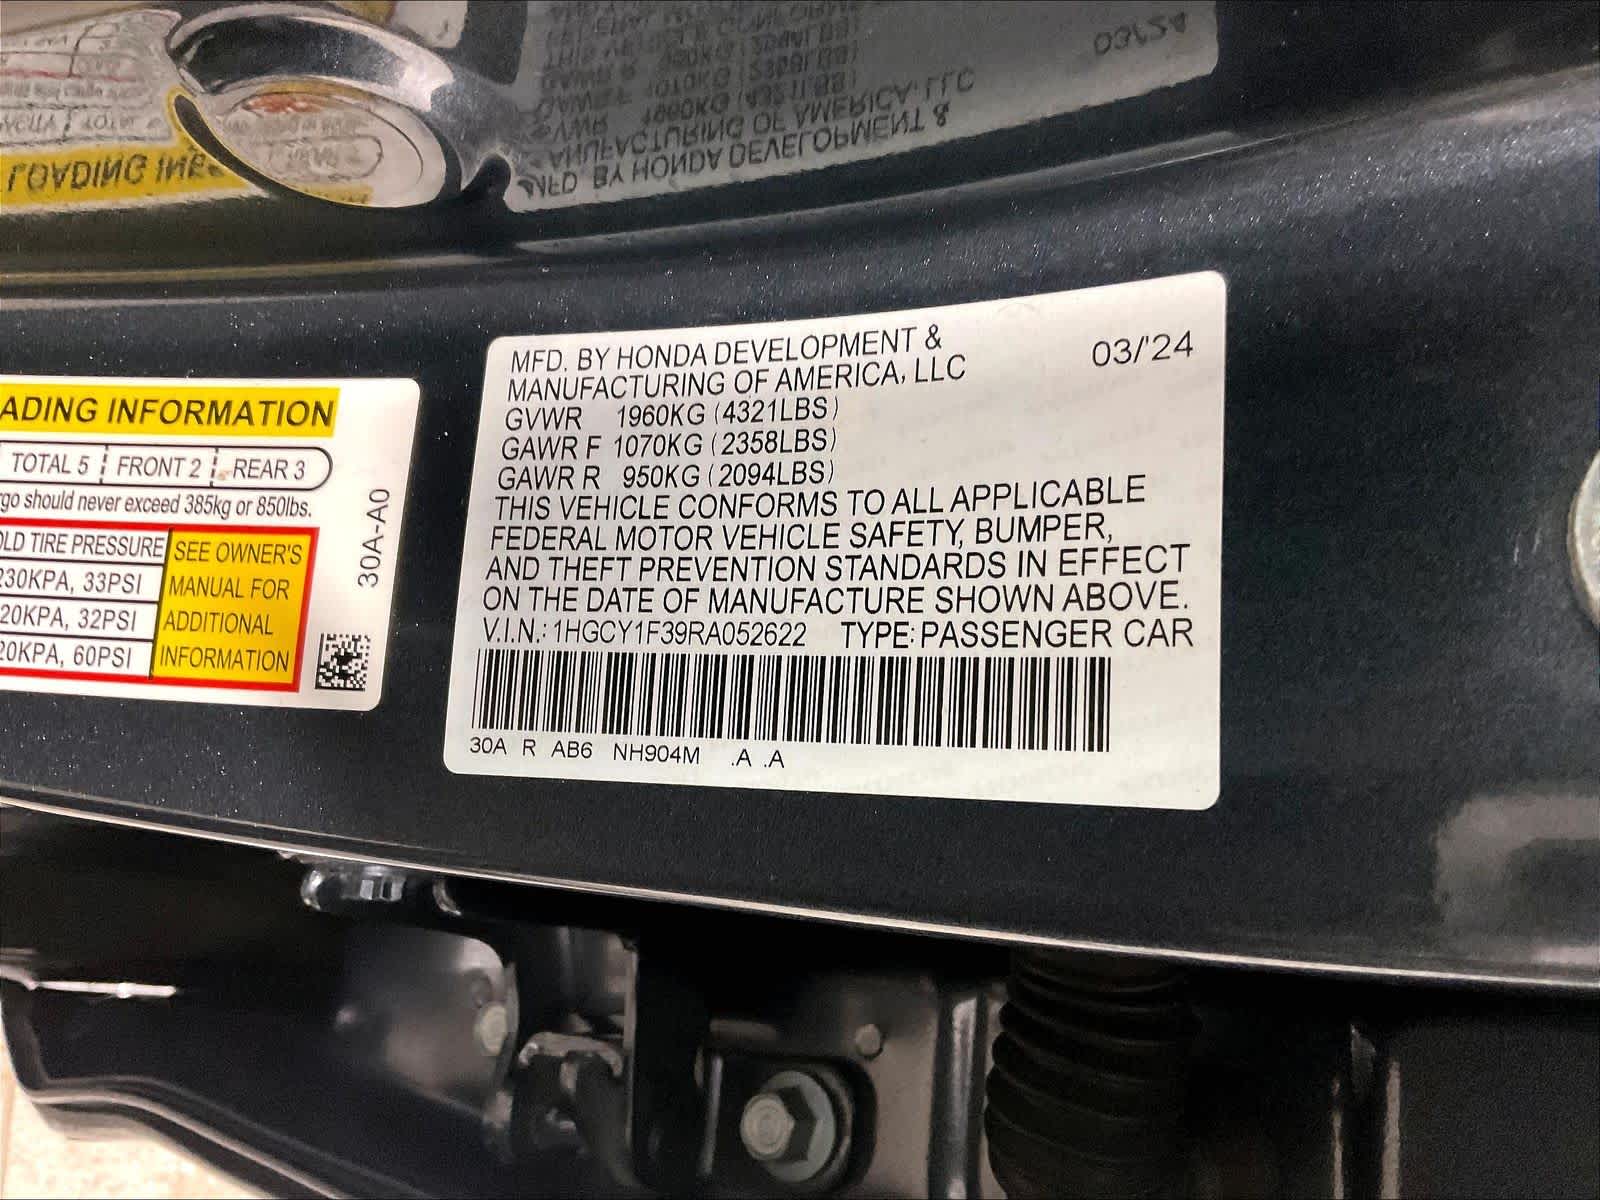 ADING INFORMATION
TOTAL 5 FRONT 2 REAR 3
rgo should never exceed 385kg or 850lbs.
OLD TIRE PRESSURE
230KPA, 33PSI
20KPA, 32PSI
20KPA, 60PSI
SEE OWNER'S
MANUAL FOR
ADDITIONAL
INFORMATION
30A-A0
MFD. BY HONDA DEVELOPMENT &
MANUFACTURING OF AMERICA, LLC
03/'24
GVWR 1960KG (4321LBS)
GAWR F 1070KG (2358LBS)
GAWR R 950KG (2094LBS)
THIS VEHICLE CONFORMS TO ALL APPLICABLE
FEDERAL MOTOR VEHICLE SAFETY, BUMPER,
AND THEFT PREVENTION STANDARDS IN EFFECT
ON THE DATE OF MANUFACTURE SHOWN ABOVE.
V.I.N.: 1HGCY1F39RA052622 TYPE: PASSENGER CAR
30A R AB6 NH904M .A .A